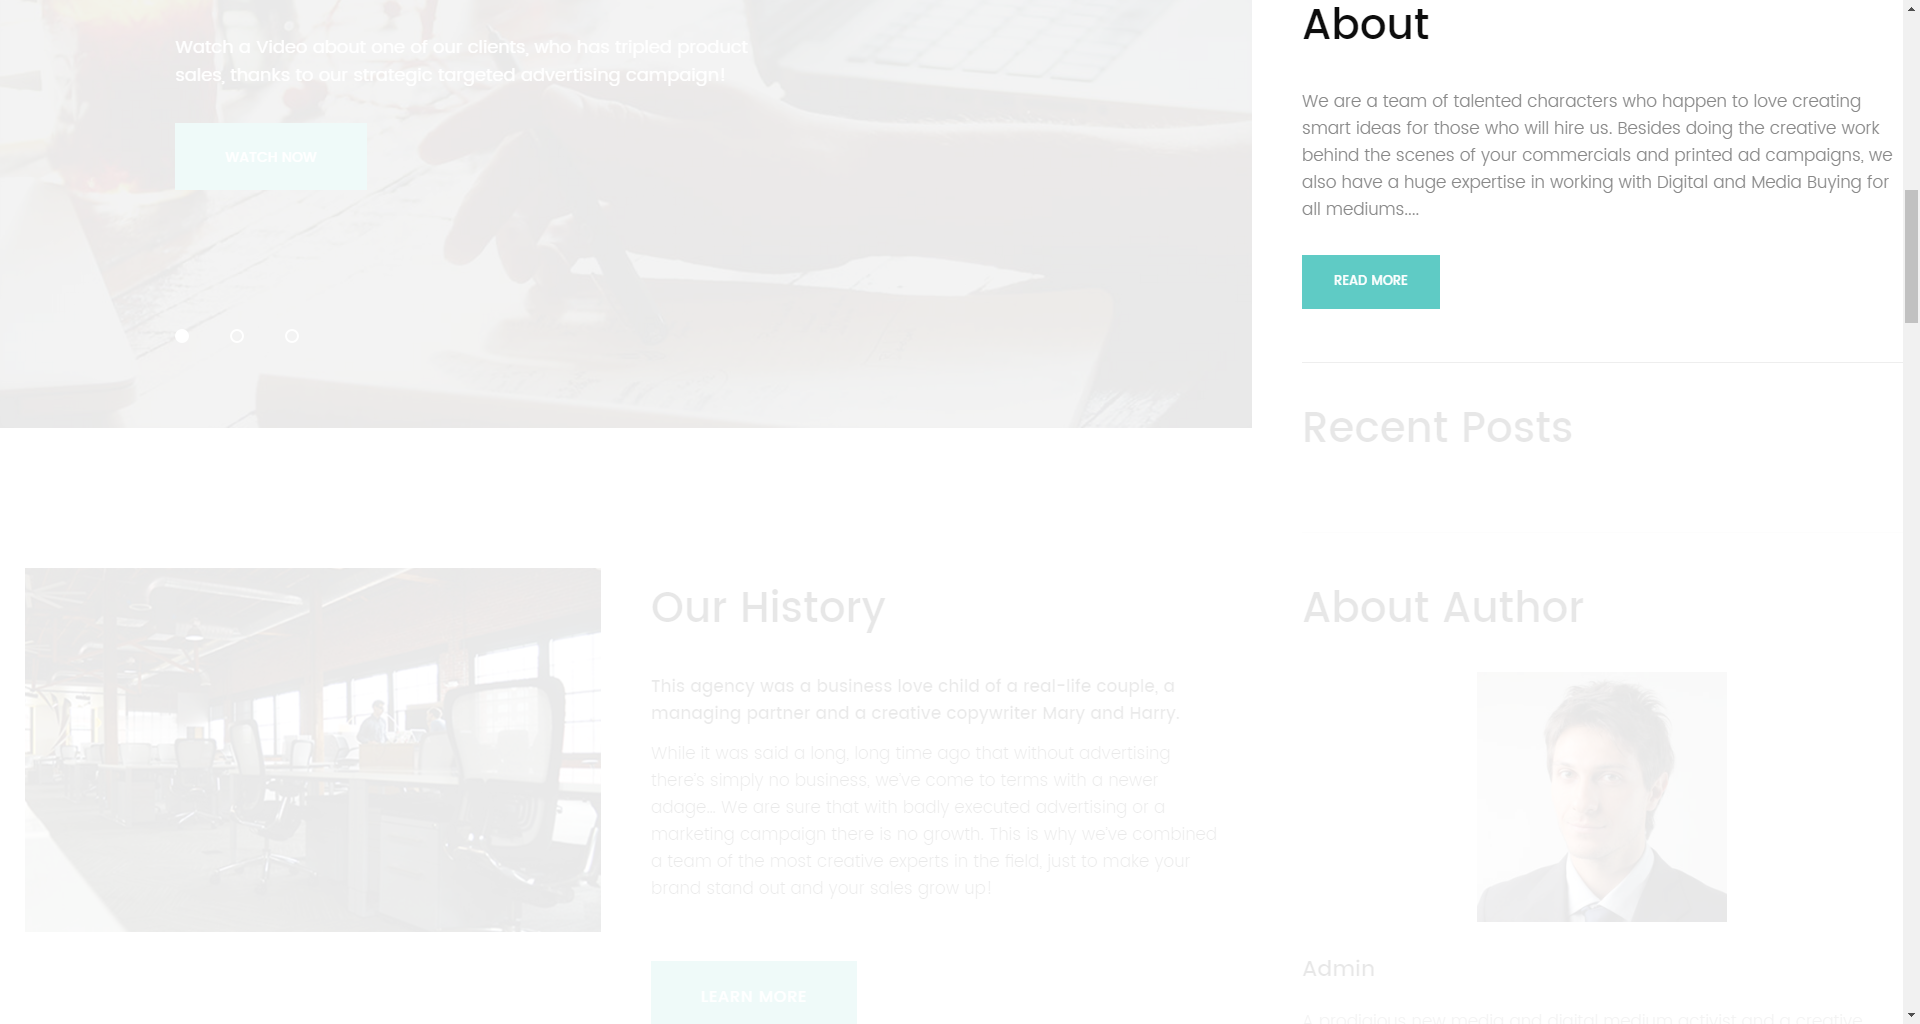 Watch a Video about one of our clients, who has tripled product
sales, thanks to our strategic targeted advertising campaign!
WATCH NOW
About
We are a team of talented characters who happen to love creating
smart ideas for those who will hire us. Besides doing the creative work
behind the scenes of your commercials and printed ad campaigns, we
also have a huge expertise in working with Digital and Media Buying for
all mediums....
READ MORE
Recent Posts
Our History
This agency was a business love child of a real-life couple, a
managing partner and a creative copywriter Mary and Harry.
While it was said a long, long time ago that without advertising
there's simply no business, we've come to terms with a newer
adage... We are sure that with badly executed advertising or a
marketing campaign there is no growth. This is why we've combined
a team of the most creative experts in the field, just to make your
brand stand out and your sales grow up!
LEARN MORE
About Author
Admin
A prodigious new media and digital medium activist and a creative